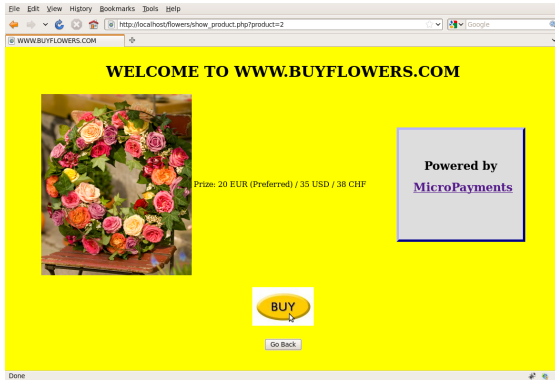 File Edit View History Bookmarks Tools Help
http://localhost/flowers/show_product.php?product=2
Google
WWW.BUYFLOWERS.COM
WELCOME TO WWW.BUYFLOWERS.COM
Prize: 20 EUR (Preferred) / 35 USD / 38 CHF
Powered by
MicroPayments
BUY
Go Back
Done